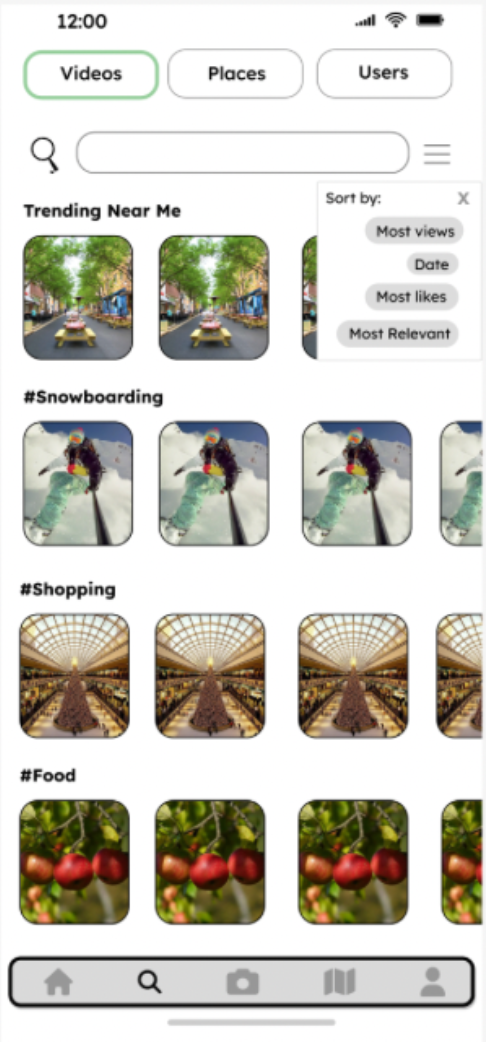 12:00
Videos Places Users
Sort by: X
Trending Near Me
Most views
Date
Most likes
Most Relevant
#Snowboarding
#Shopping
#Food